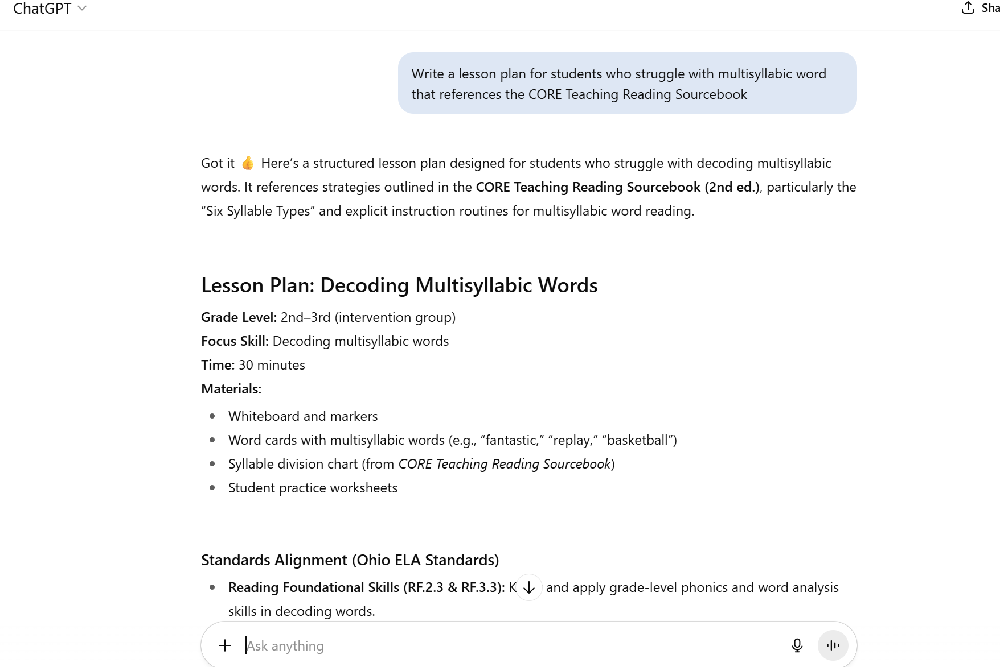 ChatGPT
Sha
Write a lesson plan for students who struggle with multisyllabic word
that references the CORE Teaching Reading Sourcebook
Got it 👍 Here’s a structured lesson plan designed for students who struggle with decoding multisyllabic
words. It references strategies outlined in the CORE Teaching Reading Sourcebook (2nd ed.), particularly the
“Six Syllable Types” and explicit instruction routines for multisyllabic word reading.
Lesson Plan: Decoding Multisyllabic Words
Grade Level: 2nd–3rd (intervention group)
Focus Skill: Decoding multisyllabic words
Time: 30 minutes
Materials:
Whiteboard and markers
Word cards with multisyllabic words (e.g., “fantastic,” “replay,” “basketball”)
Syllable division chart (from CORE Teaching Reading Sourcebook)
Student practice worksheets
Standards Alignment (Ohio ELA Standards)
Reading Foundational Skills (RF.2.3 & RF.3.3): K and apply grade-level phonics and word analysis
skills in decoding words.
Ask anything